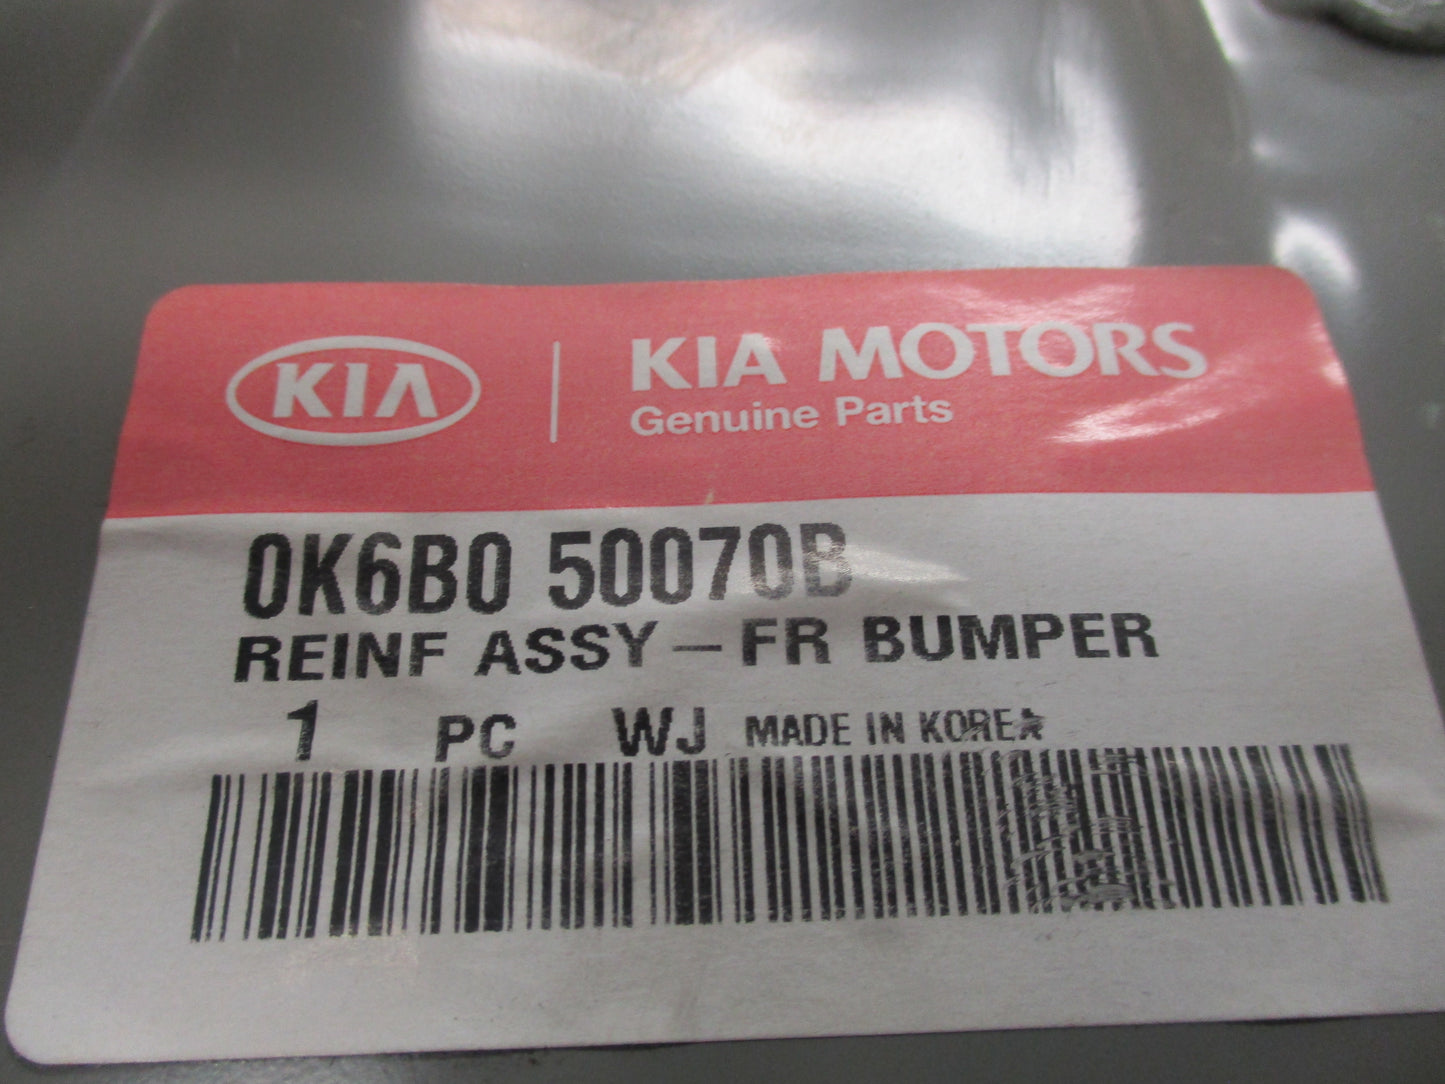 KIA
KIA MOTORS
Genuine Parts
0K6B0 50070B
REINF ASSY-FR BUMPER
1 PC WJ MADE IN KOREA